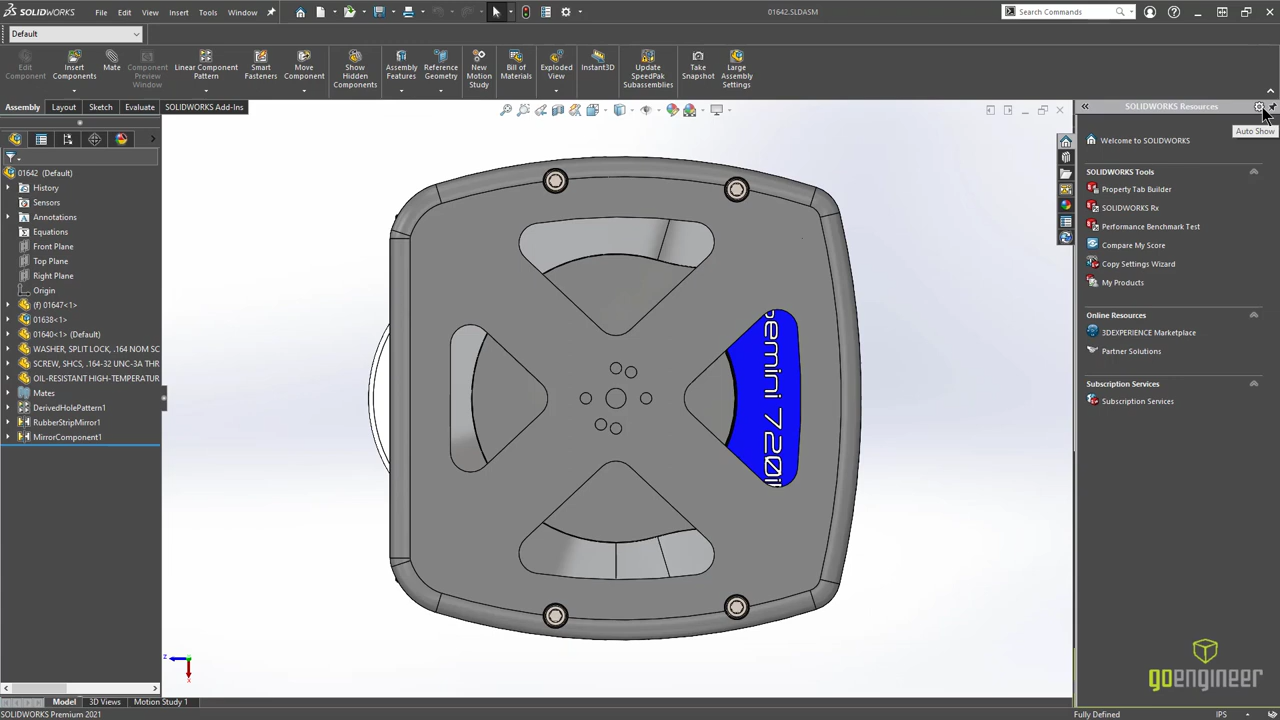 SOLIDWORKS
File
Edit
View
Insert
Tools
Window
01642.SLDASM
Search Commands
Default
Edit
Component
Insert
Components
Mate
Component
Preview
Window
Linear Component
Pattern
Smart
Fasteners
Move
Component
Show
Hidden
Components
Assembly
Features
Reference
Geometry
New
Motion
Study
Bill of
Materials
Exploded
View
Instant3D
Update
SpeedPak
Subassemblies
Take
Snapshot
Large
Assembly
Settings
Assembly
Layout
Sketch
Evaluate
SOLIDWORKS Add-Ins
SOLIDWORKS Resources
Auto Show
01642 (Default)
History
Sensors
Annotations
Equations
Front Plane
Top Plane
Right Plane
Origin
(f) 01647<1>
01638<1>
01640<1> (Default)
WASHER, SPLIT LOCK, .164 NOM SC
SCREW, SHCS, .164-32 UNC-3A THR
OIL-RESISTANT HIGH-TEMPERATUR
Mates
DerivedHolePattern1
RubberStripMirror1
MirrorComponent1
emini 720i
z
x
Welcome to SOLIDWORKS
SOLIDWORKS Tools
Property Tab Builder
SOLIDWORKS Rx
Performance Benchmark Test
Compare My Score
Copy Settings Wizard
My Products
Online Resources
3DEXPERIENCE Marketplace
Partner Solutions
Subscription Services
Subscription Services
goengineer
Model
3D Views
Motion Study 1
SOLIDWORKS Premium 2021
Fully Defined
IPS